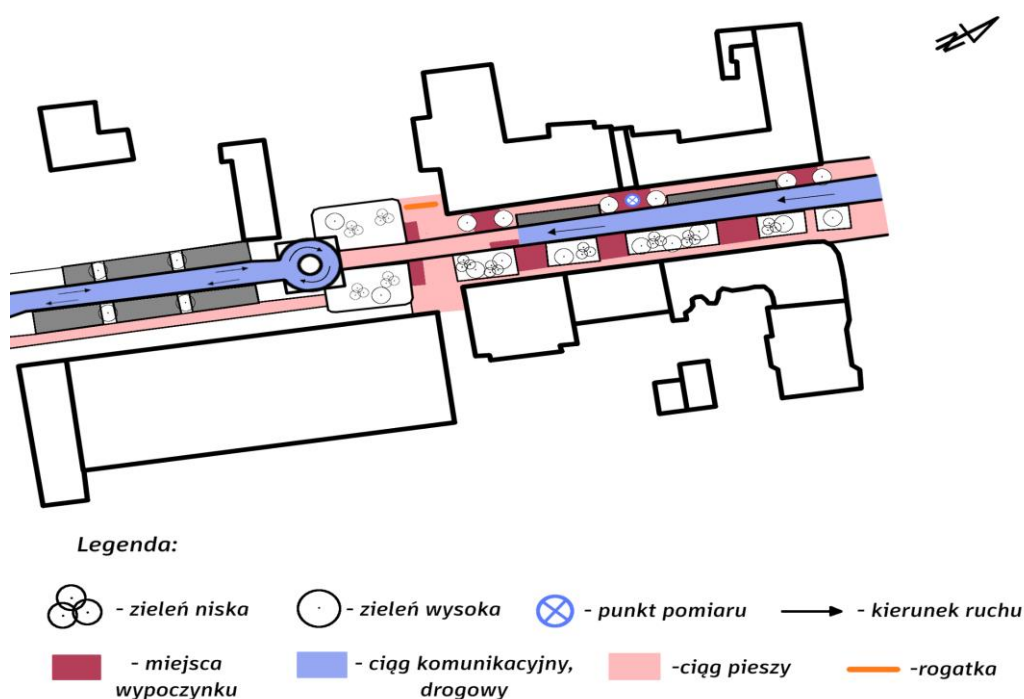 N
Legenda:
- zieleń niska
- zieleń wysoka
- punkt pomiaru
- kierunek ruchu
- miejsca
wypoczynku
- ciąg komunikacyjny,
drogowy
-ciąg pieszy
-rogatka